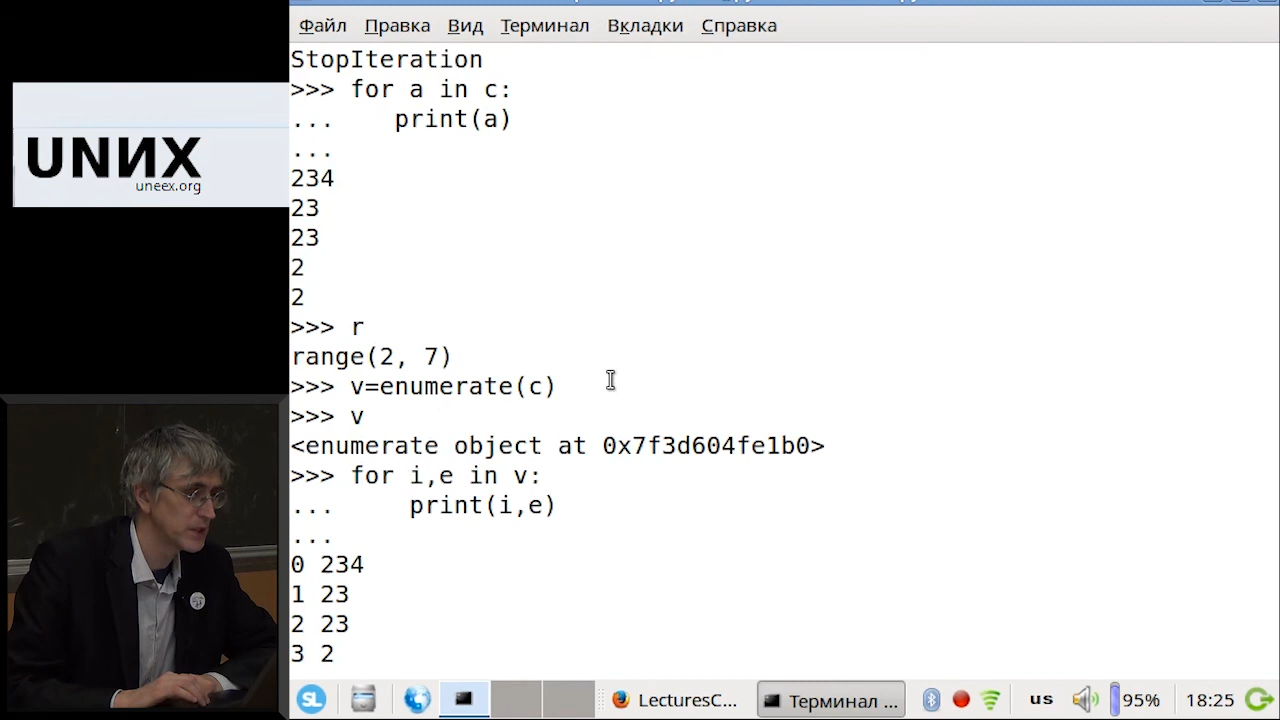 UNИX
uneex.org
Файл Правка Вид Терминал Вкладки Справка
StopIteration
>>> for a in c:
...    print(a)
...
234
23
23
2
2
>>> r
range(2, 7)
>>> v=enumerate(c)
>>> v
<enumerate object at 0x7f3d604fe1b0>
>>> for i,e in v:
...     print(i,e)
...
0 234
1 23
2 23
3 2
SL LecturesC... Терминал ... us 95% 18:25